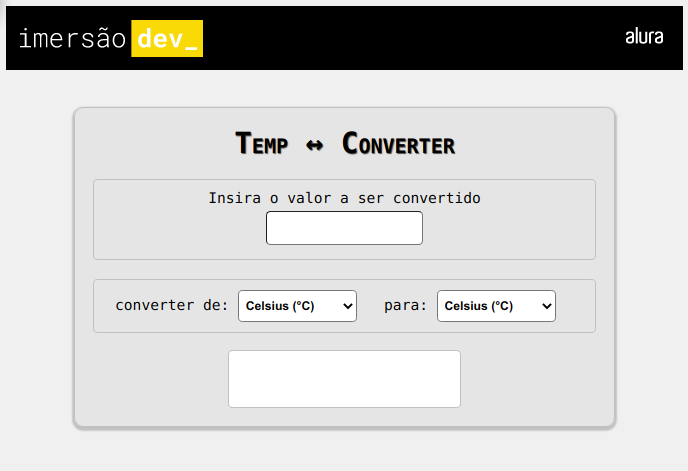 imersão dev_
alura
Temp ↔ Converter
Insira o valor a ser convertido
converter de: Celsius (°C) para: Celsius (°C)